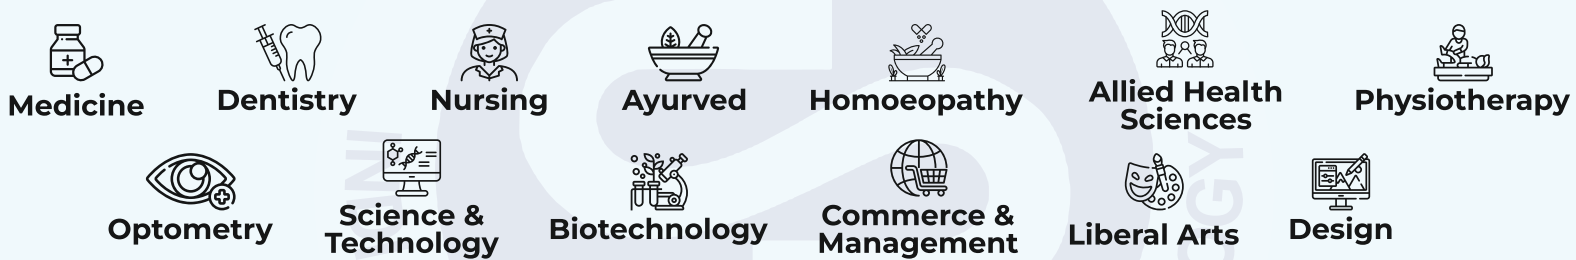 Medicine
Dentistry
Nursing
Ayurved
Homoeopathy
Allied Health
Sciences
Physiotherapy
Optometry
Science &
Technology
Biotechnology
Commerce &
Management
Liberal Arts
Design